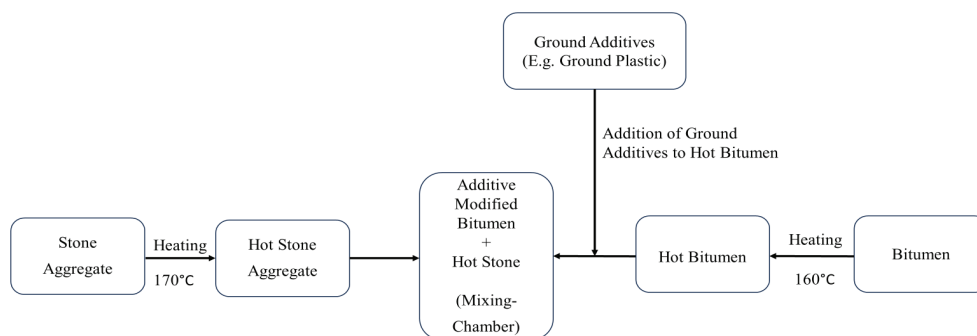 Ground Additives
(E.g. Ground Plastic)
Addition of Ground
Additives to Hot Bitumen
Stone
Aggregate
Heating
170°C
Hot Stone
Aggregate
Additive
Modified
Bitumen
+
Hot Stone
(Mixing-
Chamber)
Hot Bitumen
Heating
160°C
Bitumen